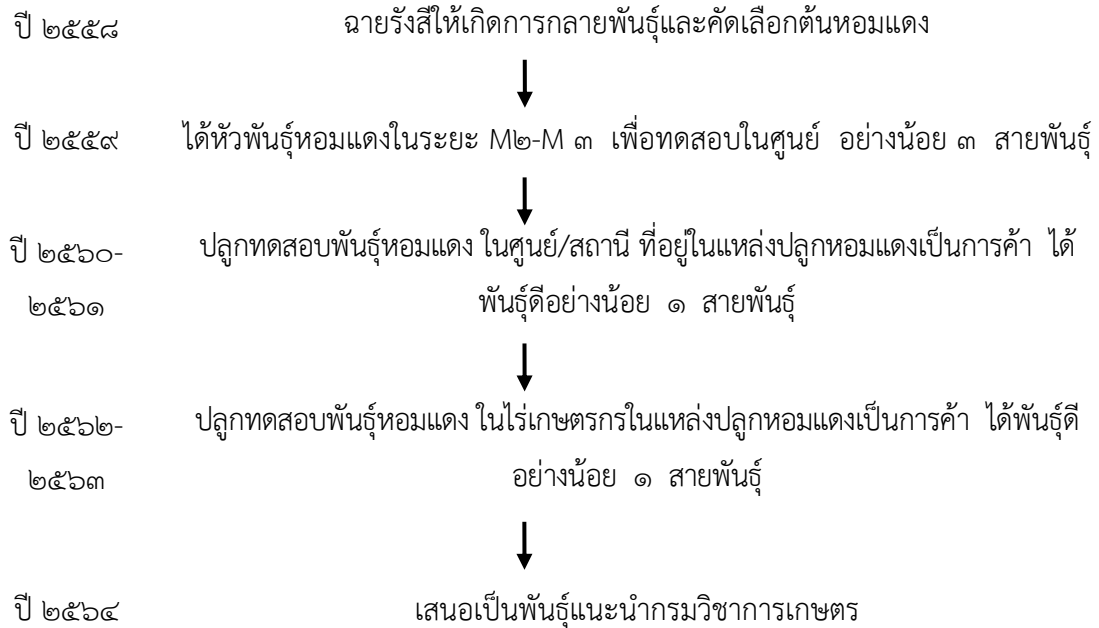 ปี ๒๕๕๘ ฉายรังสีให้เกิดการกลายพันธุ์และคัดเลือกต้นหอมแดง
ปี ๒๕๕๙ ได้หัวพันธุ์หอมแดงในระยะ M๒-M ๓ เพื่อทดสอบในศูนย์ อย่างน้อย ๓ สายพันธุ์
ปี ๒๕๖๐- ปลูกทดสอบพันธุ์หอมแดง ในศูนย์/สถานี ที่อยู่ในแหล่งปลูกหอมแดงเป็นการค้า ได้
๒๕๖๑ พันธุ์ดีอย่างน้อย ๑ สายพันธุ์
ปี ๒๕๖๒- ปลูกทดสอบพันธุ์หอมแดง ในไร่เกษตรกรในแหล่งปลูกหอมแดงเป็นการค้า ได้พันธุ์ดี
๒๕๖๓ อย่างน้อย ๑ สายพันธุ์
ปี ๒๕๖๔ เสนอเป็นพันธุ์แนะนำกรมวิชาการเกษตร